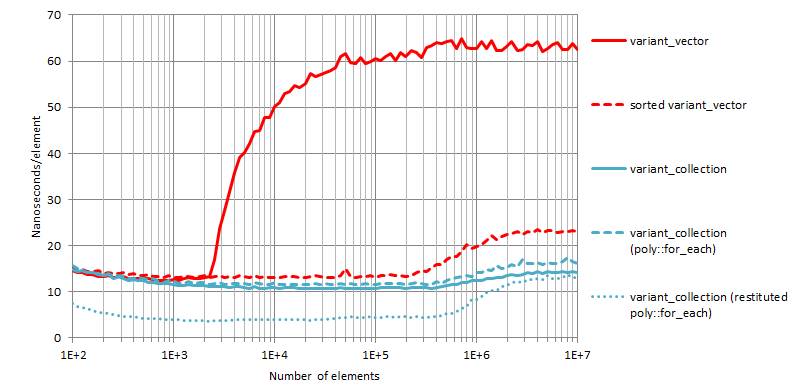 70
60
50
40
30
20
10
0
Nanoseconds/element
1E+2
1E+3
1E+4
1E+5
1E+6
1E+7
Number of elements
variant_vector
sorted variant_vector
variant_collection
variant_collection
(poly::for_each)
variant_collection (restituted
poly::for_each)